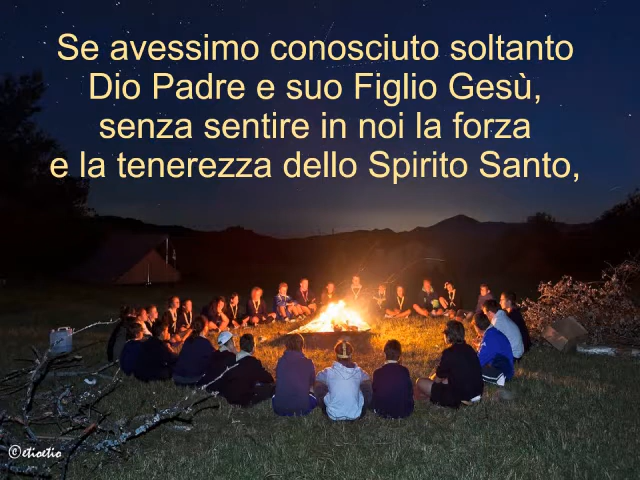 Se avessimo conosciuto soltanto
Dio Padre e suo Figlio Gesù,
senza sentire in noi la forza
e la tenerezza dello Spirito Santo,
©etioetio